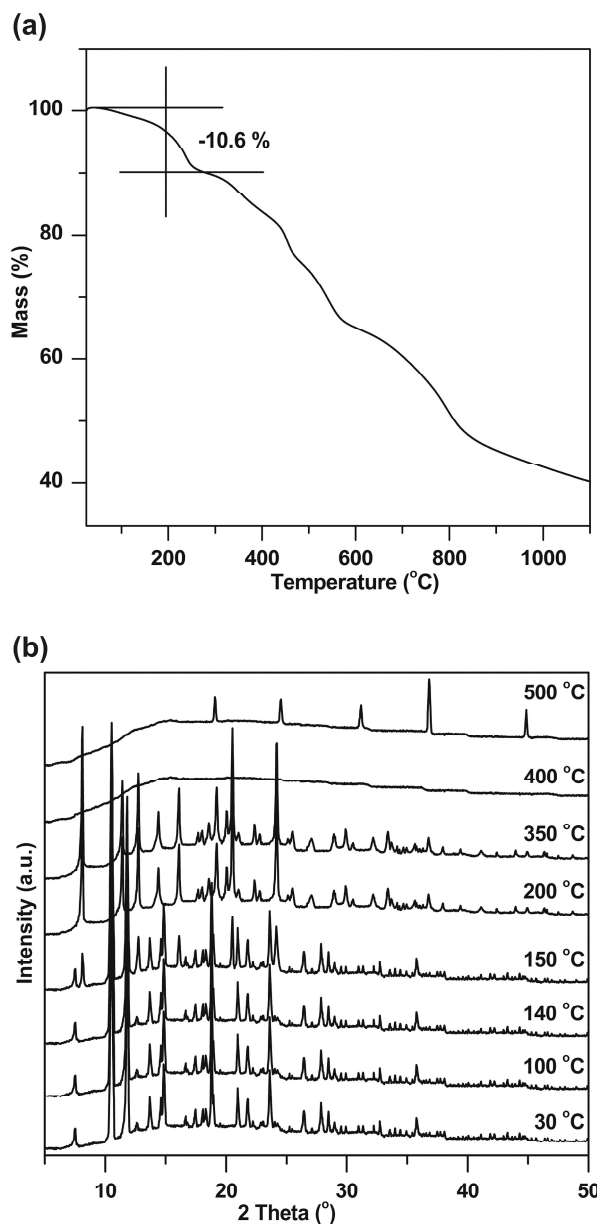 (a)
100
80
60
40
Mass (%)
-10.6 %
200 400 600 800 1000
Temperature (°C)
(b)
500 °C
400 °C
350 °C
200 °C
150 °C
140 °C
100 °C
30 °C
Intensity (a.u.)
10 20 30 40 50
2 Theta (°)